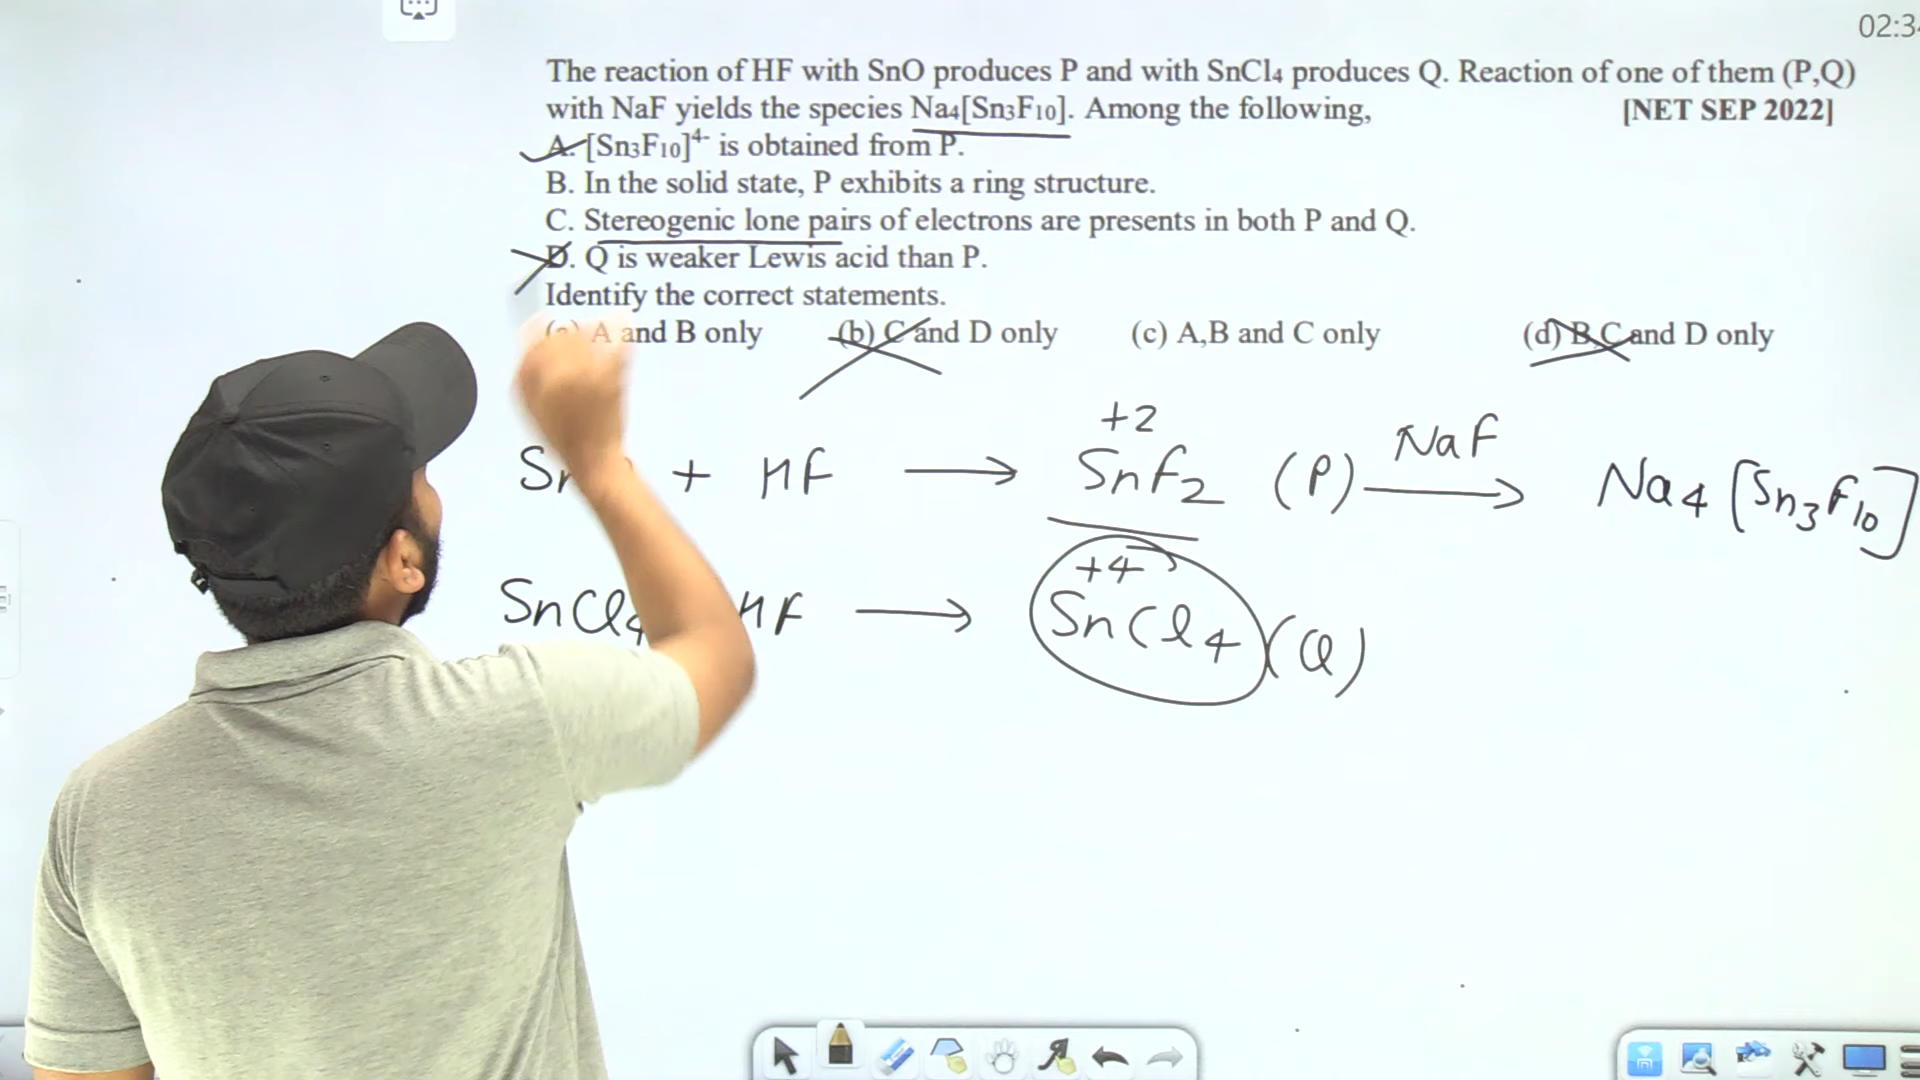 02:3
The reaction of HF with SnO produces P and with SnCl4 produces Q. Reaction of one of them (P,Q)
with NaF yields the species Na4[Sn3F10]. Among the following, [NET SEP 2022]
A. [Sn3F10]4- is obtained from P.
B. In the solid state, P exhibits a ring structure.
C. Stereogenic lone pairs of electrons are presents in both P and Q.
D. Q is weaker Lewis acid than P.
Identify the correct statements.
(a) A and B only (b) C and D only (c) A,B and C only (d) B,C and D only
+2
Sn + HF → SnF2 (P) NaF → Na4[Sn3F10]
+4
SnCl4 HF → SnCl4 (Q)